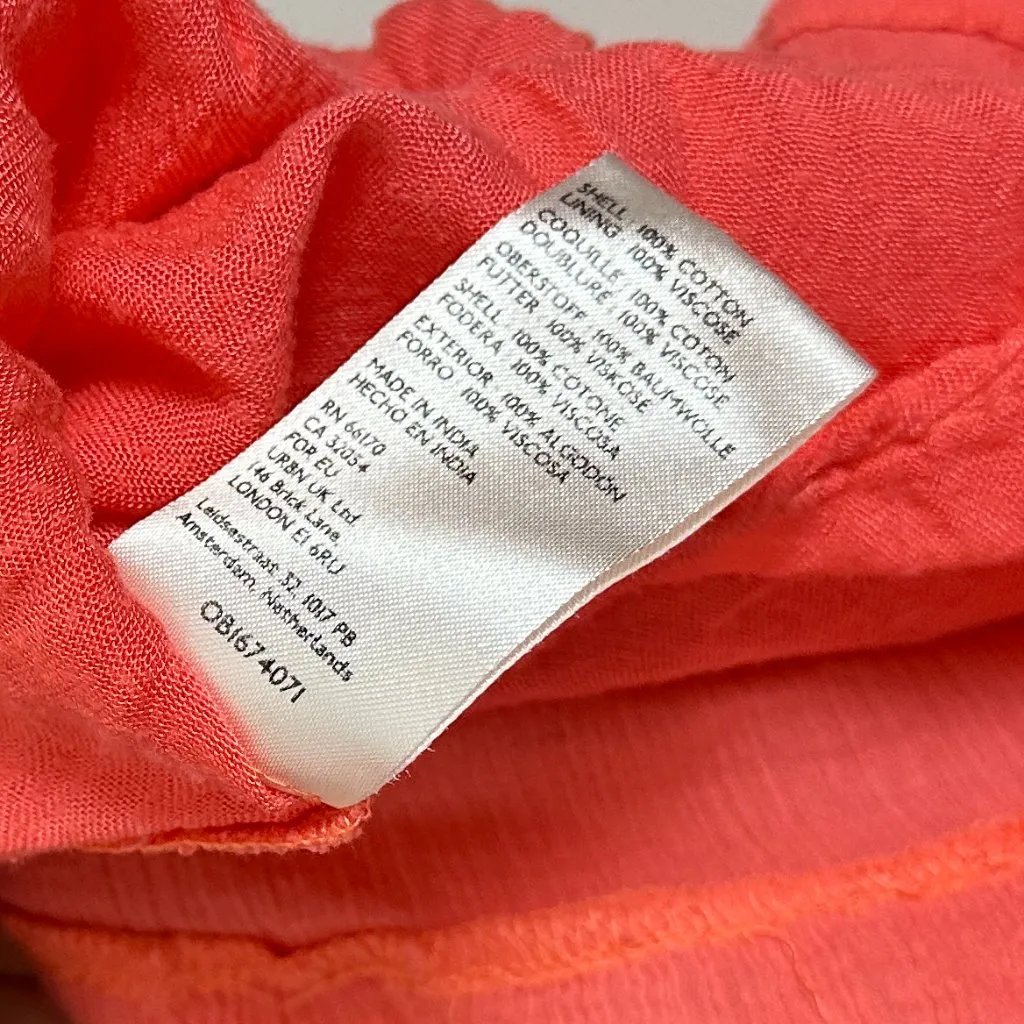 SHELL 100% COTTON
LINING 100% VISCOSE
COQUILLE 100% COTON
DOUBLURE 100% VISCOSE
OBERSTOFF 100% BAUMWOLLE
FUTTER 100% VISKOSE
SHELL 100% COTONE
FODERA 100% VISCOSA
EXTERIOR 100% ALGODÓN
FORRO 100% VISCOSA
MADE IN INDIA
HECHO EN INDIA
RN 66170
CA 32054
FOR EU
URBN UK Ltd
146 Brick Lane,
LONDON E1 6RU
Leidsestraat 32, 1017 PB
Amsterdam, Netherlands
OB1674071